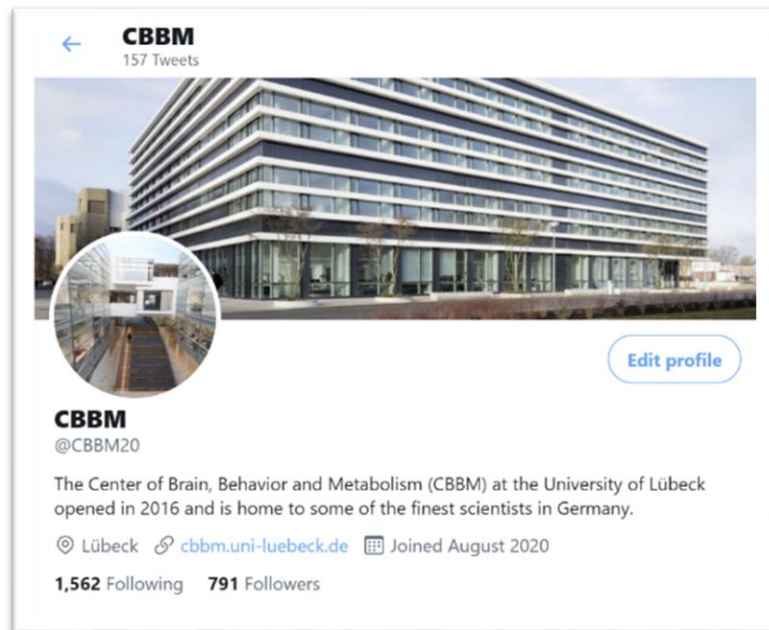 CBBM
157 Tweets
Edit profile
CBBM
@CBBM20
The Center of Brain, Behavior and Metabolism (CBBM) at the University of Lübeck
opened in 2016 and is home to some of the finest scientists in Germany.
Lübeck cbbm.uni-luebeck.de Joined August 2020
1,562 Following 791 Followers